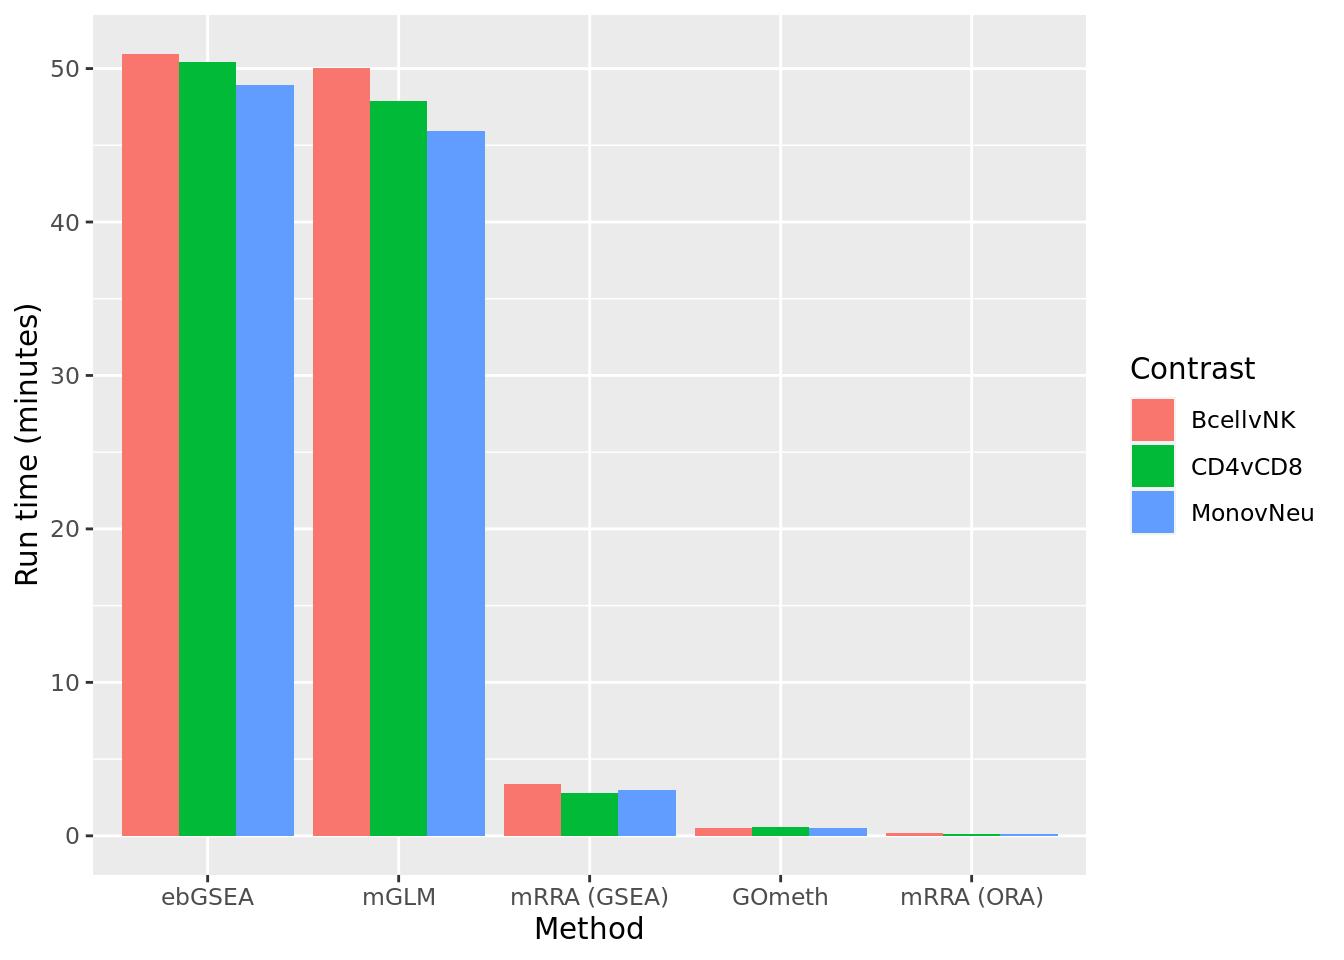 50
40
30
20
10
0
Run time (minutes)
ebGSEA
mGLM
mRRA (GSEA)
GOmeth
mRRA (ORA)
Method
Contrast
BcellvNK
CD4vCD8
MonovNeu